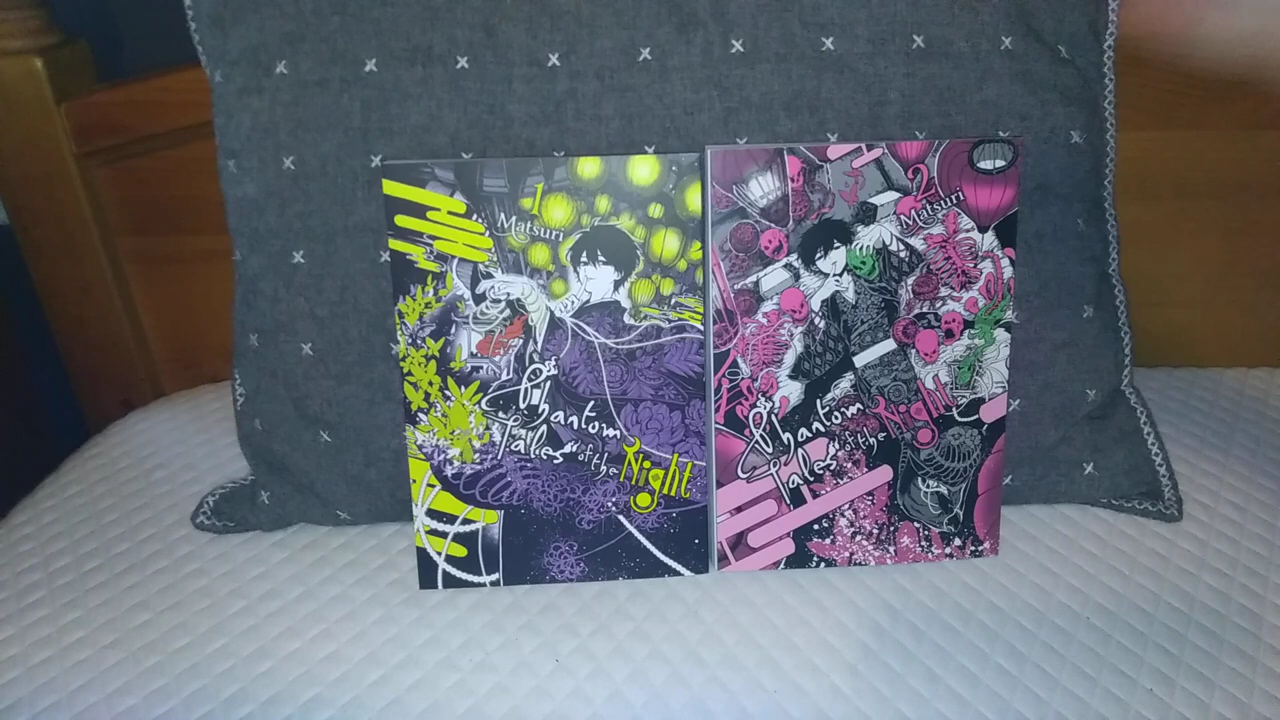 1
Matsuri
Phantom
Tales of the Night
2
Matsuri
Phantom
Tales of the Night